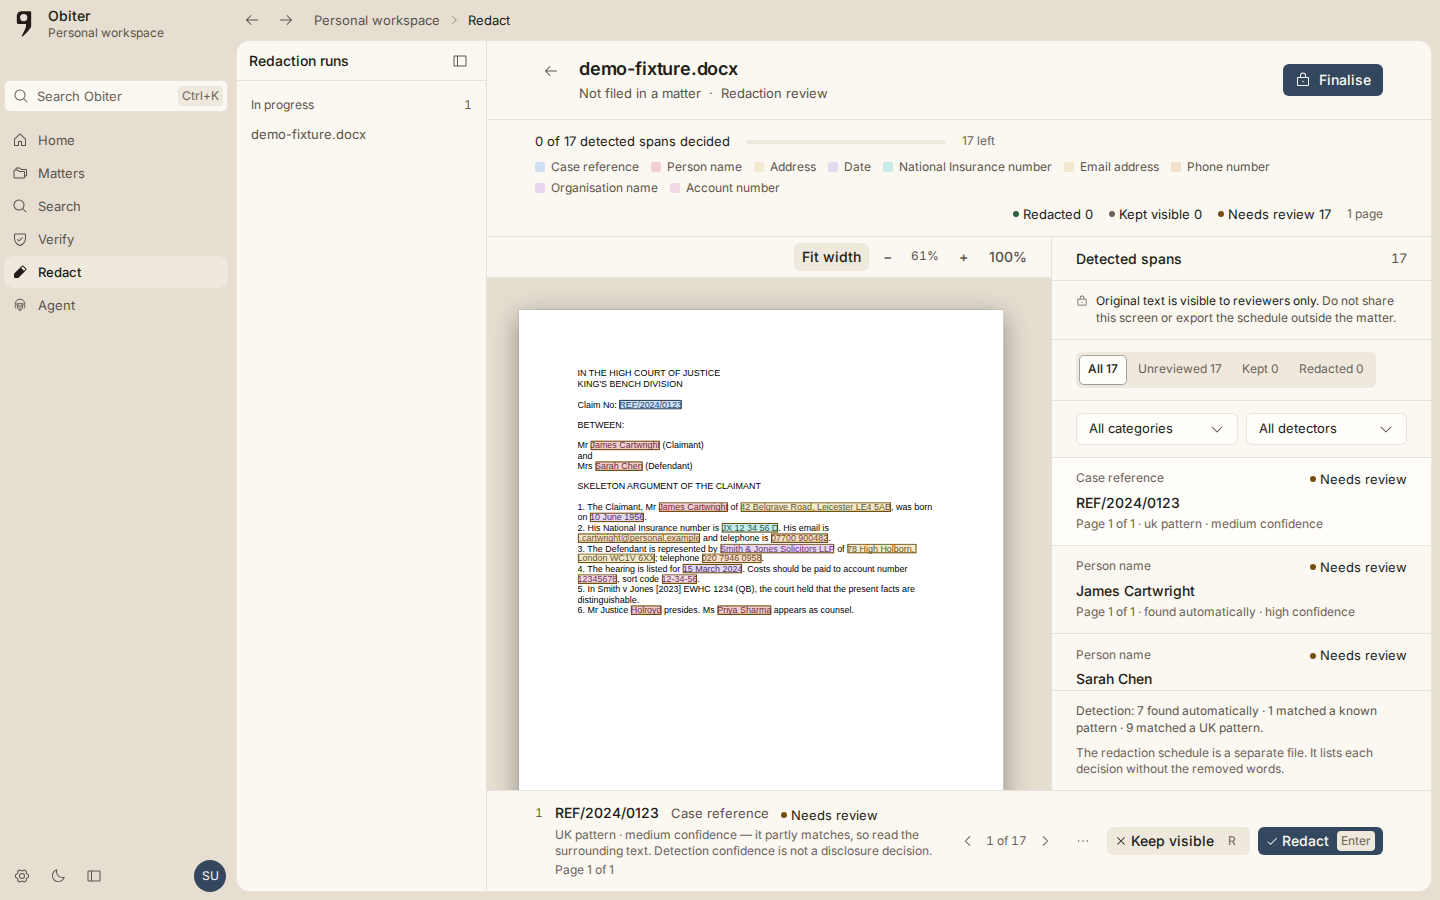 Obiter
Personal workspace
Search Obiter
Ctrl+K
Home
Matters
Search
Verify
Redact
Agent
SU
Personal workspace
Redact
Redaction runs
In progress
1
demo-fixture.docx
demo-fixture.docx
Not filed in a matter · Redaction review
Finalise
0 of 17 detected spans decided
17 left
Case reference
Person name
Address
Date
National Insurance number
Email address
Phone number
Organisation name
Account number
Redacted 0
Kept visible 0
Needs review 17
1 page
Fit width
−
61%
+
100%
IN THE HIGH COURT OF JUSTICE
KING'S BENCH DIVISION
Claim No: REF/2024/0123
BETWEEN:
Mr James Cartwright (Claimant)
and
Mrs Sarah Chen (Defendant)
SKELETON ARGUMENT OF THE CLAIMANT
1. The Claimant, Mr James Cartwright of 42 Belgrave Road, Leicester LE4 5AB, was born
on 10 June 1956.
2. His National Insurance number is JX 12 34 56 D. His email is
j.cartwright@personal.example and telephone is 07700 900482.
3. The Defendant is represented by Smith & Jones Solicitors LLP of 78 High Holborn,
London WC1V 6XX; telephone 020 7946 0958.
4. The hearing is listed for 15 March 2024. Costs should be paid to account number
12345678, sort code 12-34-56.
5. In Smith v Jones [2023] EWHC 1234 (QB), the court held that the present facts are
distinguishable.
6. Mr Justice Holroyd presides. Ms Priya Sharma appears as counsel.
Detected spans
17
Original text is visible to reviewers only. Do not share
this screen or export the schedule outside the matter.
All 17
Unreviewed 17
Kept 0
Redacted 0
All categories
All detectors
Case reference
Needs review
REF/2024/0123
Page 1 of 1 · uk pattern · medium confidence
Person name
Needs review
James Cartwright
Page 1 of 1 · found automatically · high confidence
Person name
Needs review
Sarah Chen
Detection: 7 found automatically · 1 matched a known
pattern · 9 matched a UK pattern.
The redaction schedule is a separate file. It lists each
decision without the removed words.
1
REF/2024/0123
Case reference
Needs review
UK pattern · medium confidence — it partly matches, so read the
surrounding text. Detection confidence is not a disclosure decision.
Page 1 of 1
1 of 17
Keep visible
R
Redact
Enter